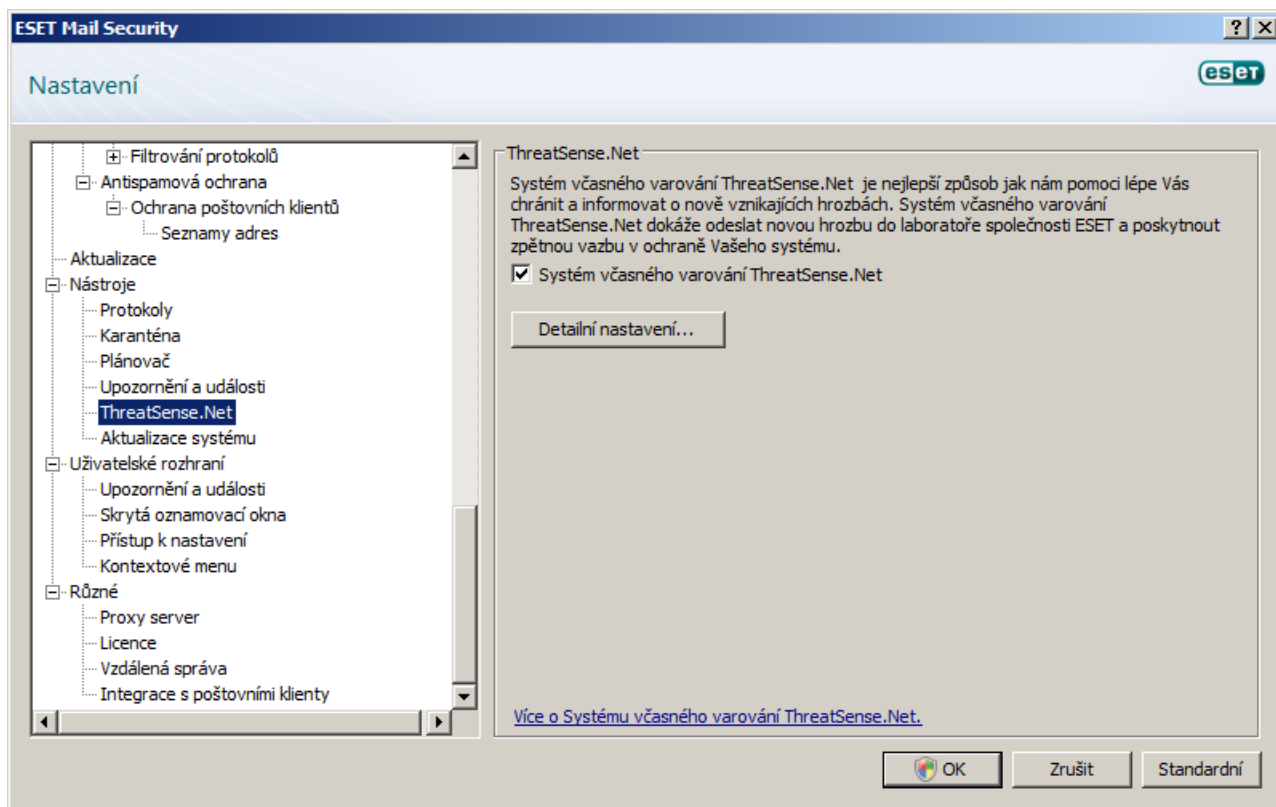 ESET Mail Security
Nastavení
eset
Filtrování protokolů
Antispamová ochrana
Ochrana poštovních klientů
Seznamy adres
Aktualizace
Nástroje
Protokoly
Karanténa
Plánovač
Upozornění a události
ThreatSense.Net
Aktualizace systému
Uživatelské rozhraní
Upozornění a události
Skrytá oznamovací okna
Přístup k nastavení
Kontextové menu
Různé
Proxy server
Licence
Vzdálená správa
Integrace s poštovními klienty
ThreatSense.Net
Systém včasného varování ThreatSense.Net je nejlepší způsob jak nám pomoci lépe Vás
chránit a informovat o nově vznikajících hrozbách. Systém včasného varování
ThreatSense.Net dokáže odeslat novou hrozbu do laboratoře společnosti ESET a poskytnout
zpětnou vazbu v ochraně Vašeho systému.
Systém včasného varování ThreatSense.Net
Detailní nastavení...
Více o Systému včasného varování ThreatSense.Net.
OK
Zrušit
Standardní